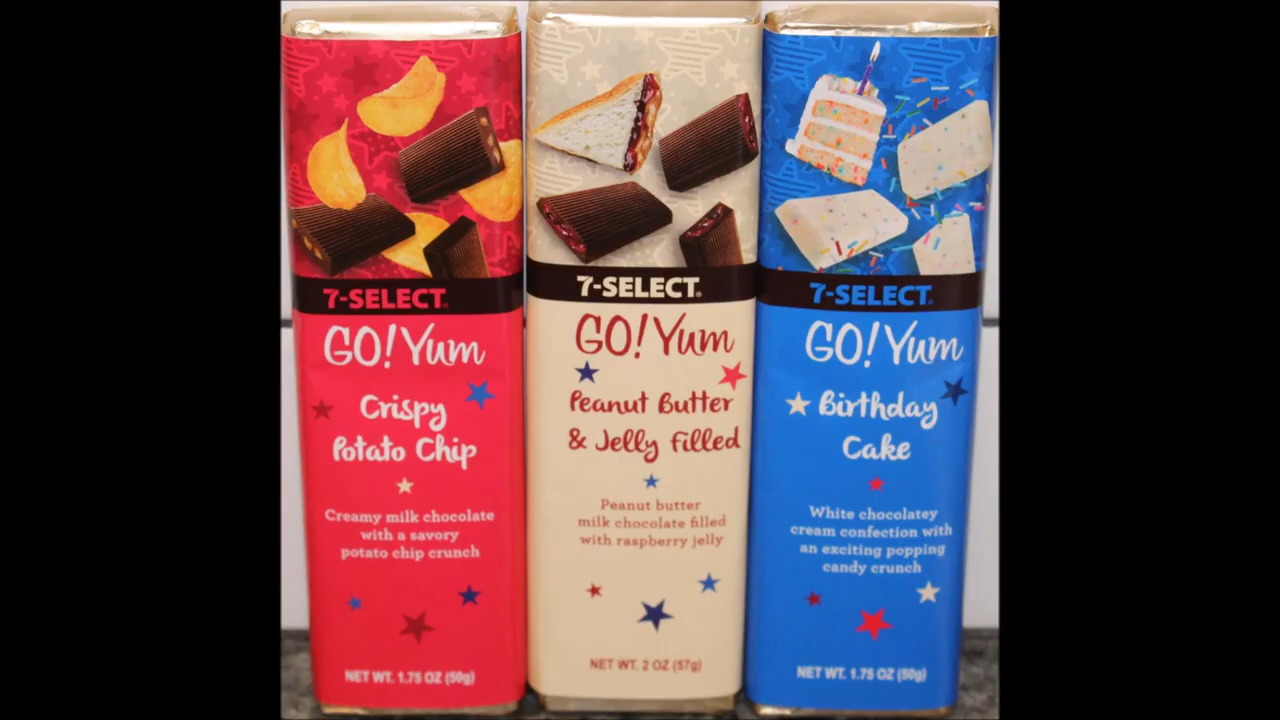 7-SELECT®
GO! Yum
Crispy
Potato Chip
Creamy milk chocolate
with a savory
potato chip crunch
NET WT. 1.75 OZ (50g)
7-SELECT®
GO! Yum
Peanut Butter
& Jelly Filled
Peanut butter
milk chocolate filled
with raspberry jelly
NET WT. 2 OZ (57g)
7-SELECT®
GO! Yum
Birthday
Cake
White chocolatey
cream confection with
an exciting popping
candy crunch
NET WT. 1.75 OZ (50g)